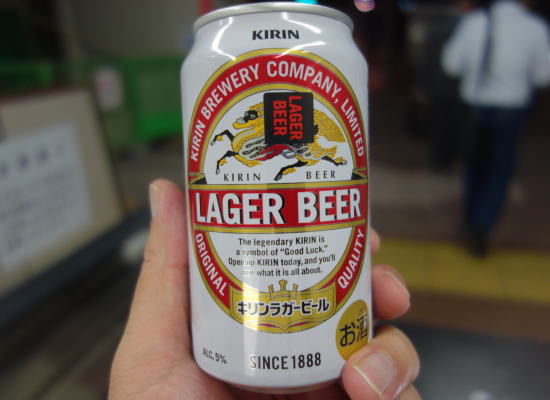 KIRIN
KIRIN BREWERY COMPANY, LIMITED
LAGER
BEER
KIRIN BEER
LAGER BEER
The legendary KIRIN is
a symbol of "Good Luck."
Open up KIRIN today, and you'll
see what it is all about.
ORIGINAL QUALITY
キリンラガービール
お酒
ALC. 5%
SINCE 1888